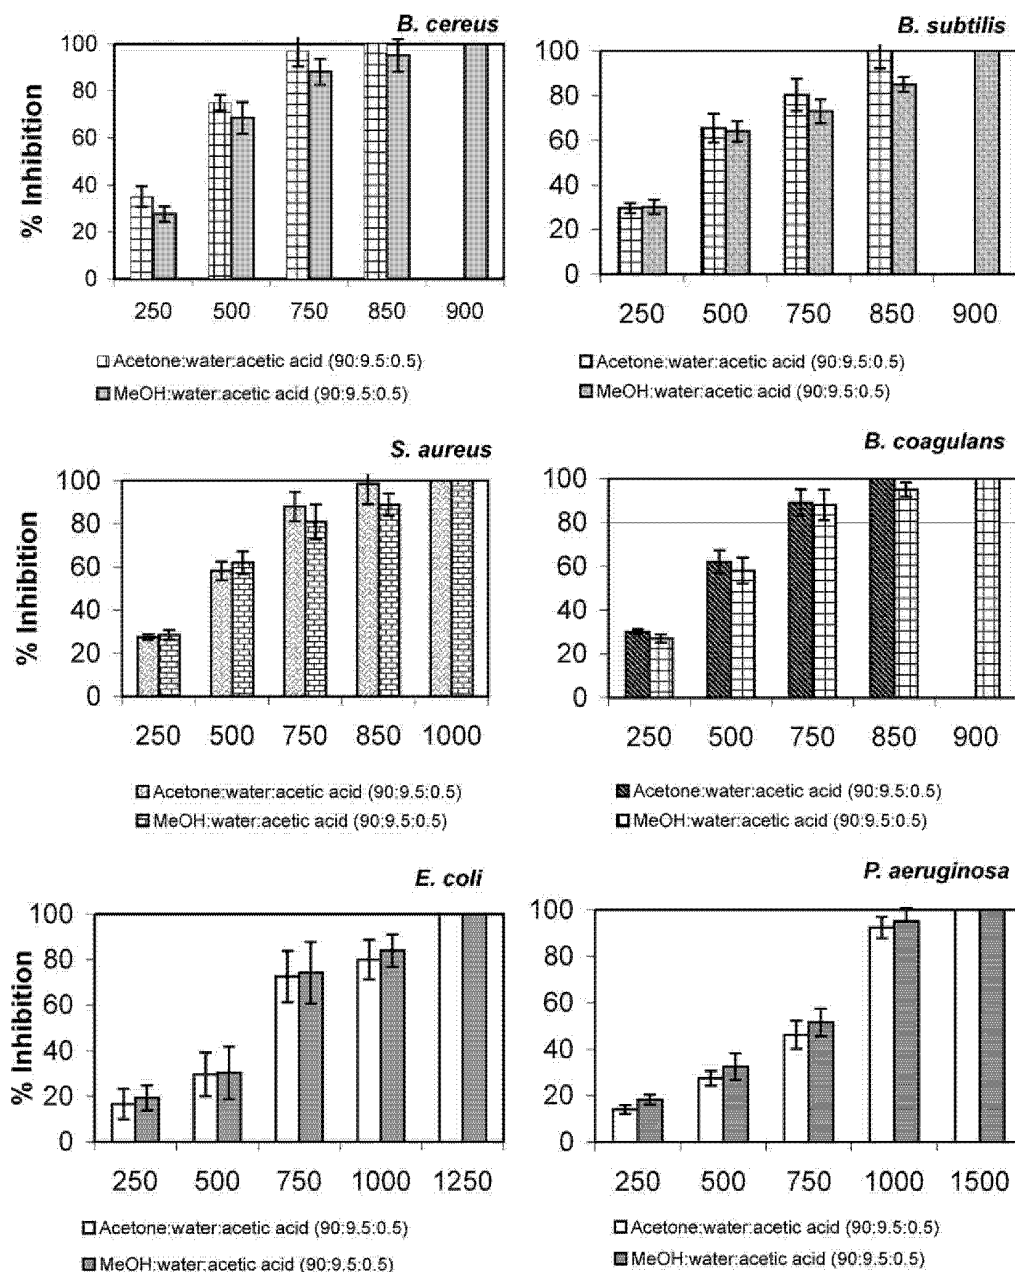 B. cereus
% Inhibition
100
80
60
40
20
0
250 500 750 850 900
Acetone:water:acetic acid (90:9.5:0.5)
MeOH:water:acetic acid (90:9.5:0.5)
B. subtilis
100
80
60
40
20
0
250 500 750 850 900
Acetone:water:acetic acid (90:9.5:0.5)
MeOH:water:acetic acid (90:9.5:0.5)
S. aureus
% Inhibition
100
80
60
40
20
0
250 500 750 850 1000
Acetone:water:acetic acid (90:9.5:0.5)
MeOH:water:acetic acid (90:9.5:0.5)
B. coagulans
100
80
60
40
20
0
250 500 750 850 900
Acetone:water:acetic acid (90:9.5:0.5)
MeOH:water:acetic acid (90:9.5:0.5)
E. coli
% Inhibition
100
80
60
40
20
0
250 500 750 1000 1250
Acetone:water:acetic acid (90:9.5:0.5)
MeOH:water:acetic acid (90:9.5:0.5)
P. aeruginosa
100
80
60
40
20
0
250 500 750 1000 1500
Acetone:water:acetic acid (90:9.5:0.5)
MeOH:water:acetic acid (90:9.5:0.5)